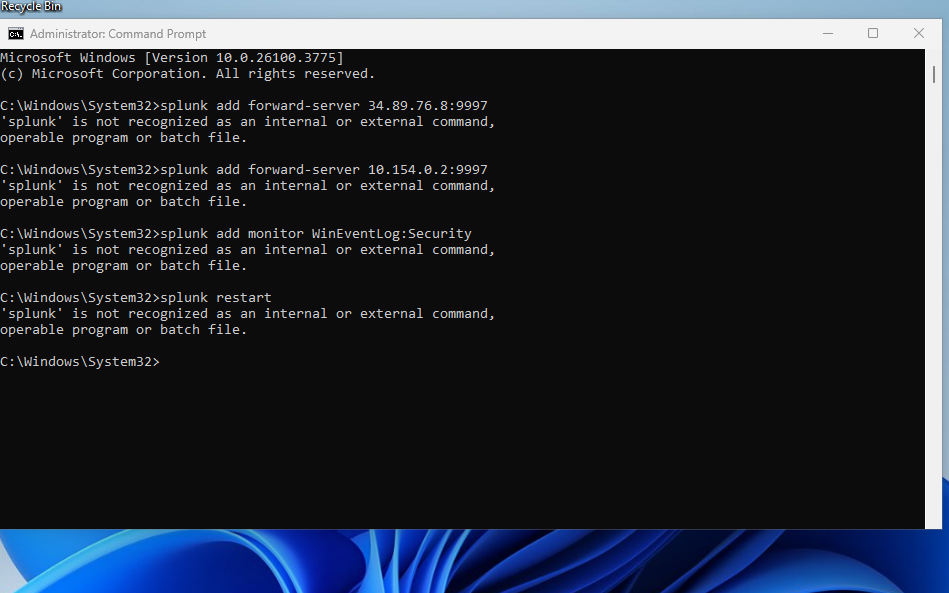 Recycle Bin
Administrator: Command Prompt
Microsoft Windows [Version 10.0.26100.3775]
(c) Microsoft Corporation. All rights reserved.
C:\Windows\System32>splunk add forward-server 34.89.76.8:9997
'splunk' is not recognized as an internal or external command,
operable program or batch file.
C:\Windows\System32>splunk add forward-server 10.154.0.2:9997
'splunk' is not recognized as an internal or external command,
operable program or batch file.
C:\Windows\System32>splunk add monitor WinEventLog:Security
'splunk' is not recognized as an internal or external command,
operable program or batch file.
C:\Windows\System32>splunk restart
'splunk' is not recognized as an internal or external command,
operable program or batch file.
C:\Windows\System32>